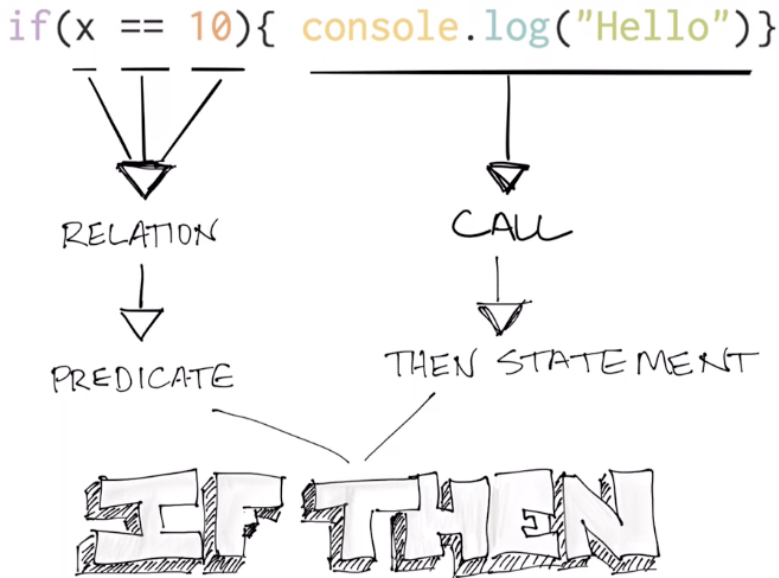 if(x == 10){ console.log("Hello")}
RELATION CALL
PREDICATE THEN STATEMENT
IF THEN